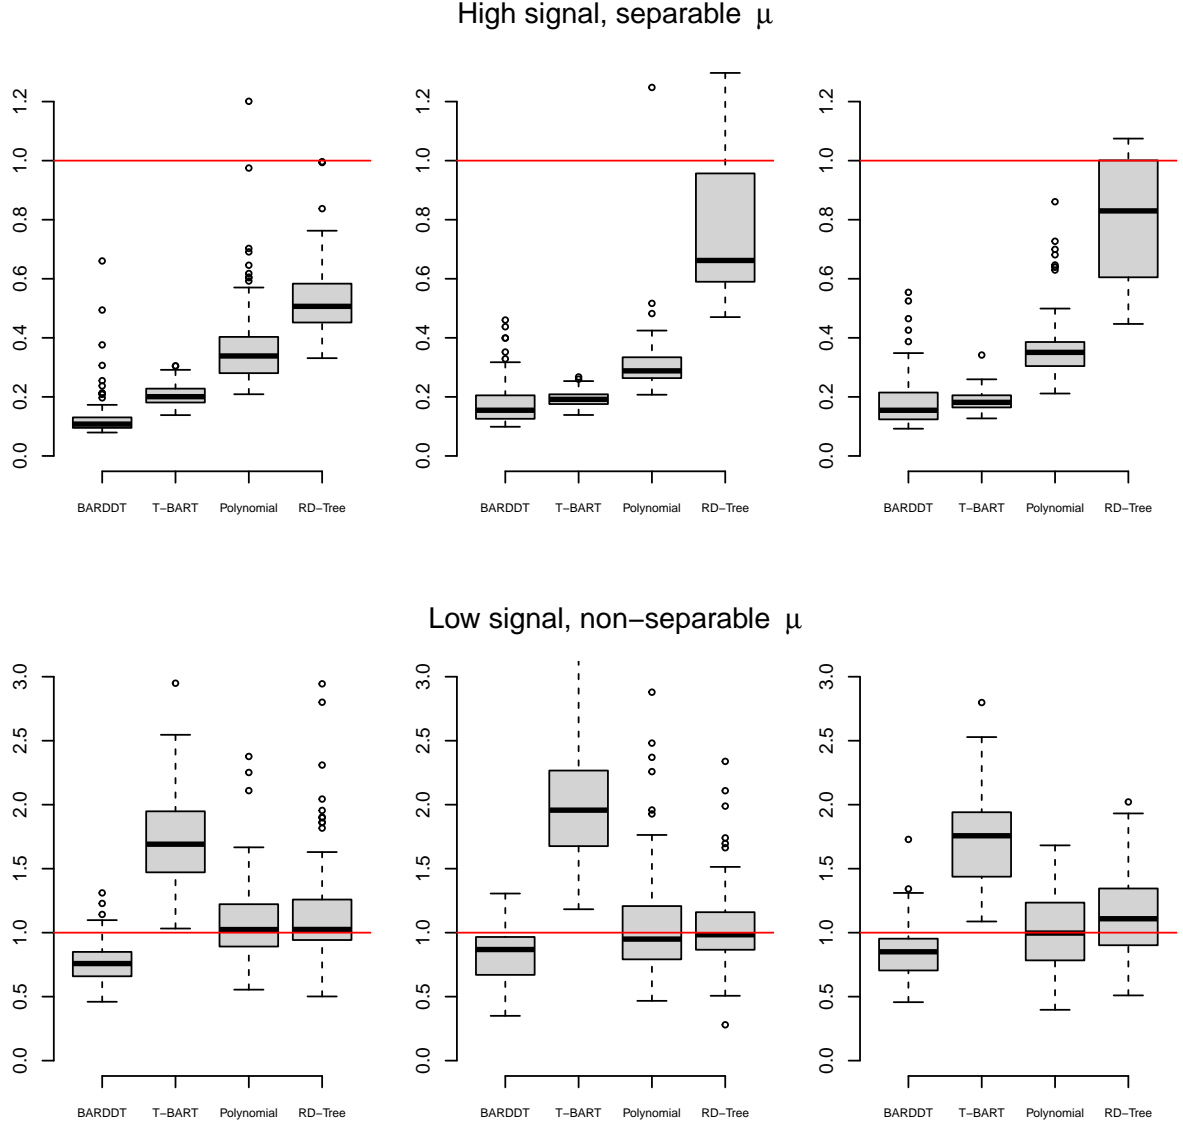 High signal, separable μ
0.0 0.2 0.4 0.6 0.8 1.0 1.2
BARDDT T−BART Polynomial RD−Tree
0.0 0.2 0.4 0.6 0.8 1.0 1.2
BARDDT T−BART Polynomial RD−Tree
0.0 0.2 0.4 0.6 0.8 1.0 1.2
BARDDT T−BART Polynomial RD−Tree
Low signal, non−separable μ
0.0 0.5 1.0 1.5 2.0 2.5 3.0
BARDDT T−BART Polynomial RD−Tree
0.0 0.5 1.0 1.5 2.0 2.5 3.0
BARDDT T−BART Polynomial RD−Tree
0.0 0.5 1.0 1.5 2.0 2.5 3.0
BARDDT T−BART Polynomial RD−Tree